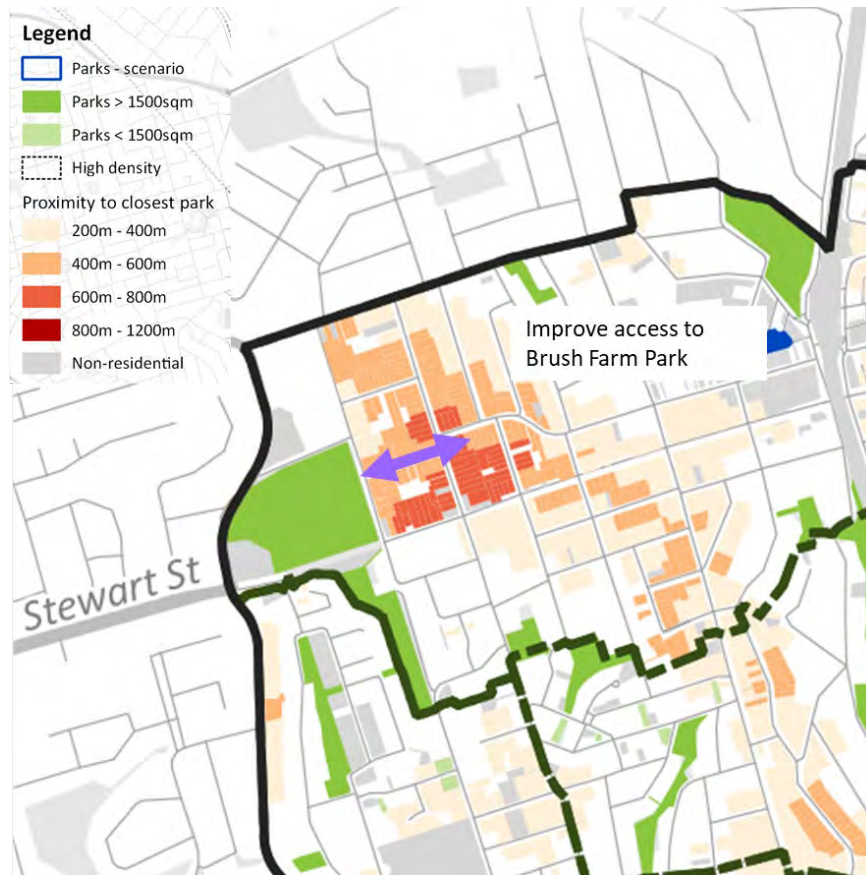 Legend
Parks - scenario
Parks > 1500sqm
Parks < 1500sqm
High density
Proximity to closest park
200m - 400m
400m - 600m
600m - 800m
800m - 1200m
Non-residential
Improve access to
Brush Farm Park
Stewart St